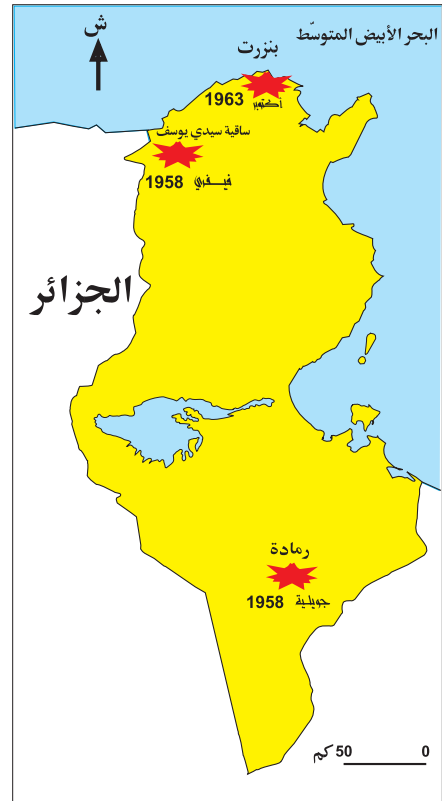 ش
البحر الأبيض المتوسّط
بنزرت
أكتوبر 1963
ساقية سيدي يوسف
فيفري 1958
الجزائر
رمادة
جويلية 1958
50 كم 0